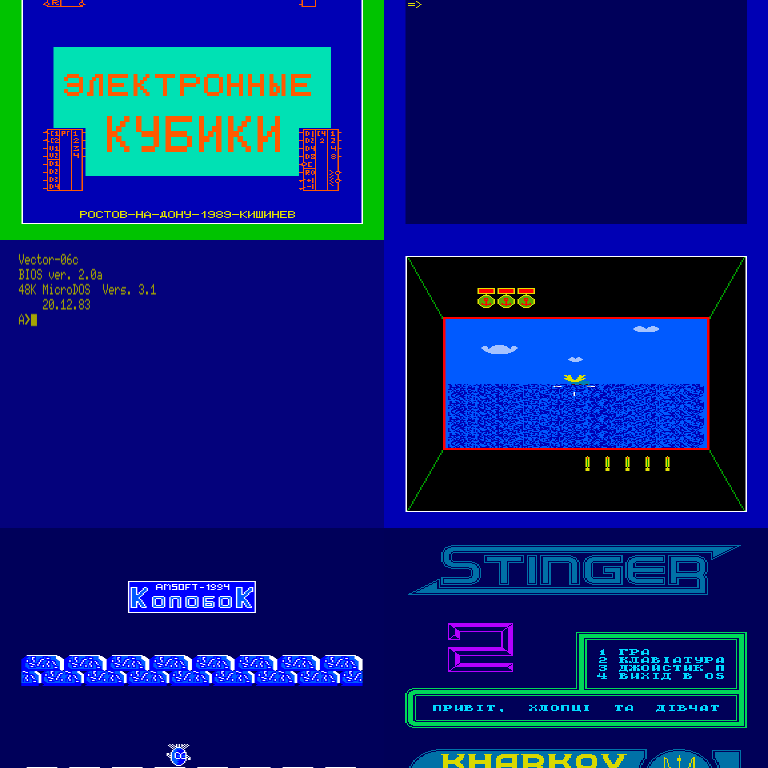 =>
ЭЛЕКТРОННЫЕ
КУБИКИ
РОСТОВ-НА-ДОНУ-1989-КИШИНЕВ
Vector-06c
BIOS ver. 2.0a
48K MicroDOS Vers. 3.1
20.12.83
A>
AMSOFT-1994
КолобоК
STINGER
2
1 ГРА
2 КЛАВІАТУРА
3 ДЖОЙСТИК П
4 ВИХІД В OS
ПРИВІТ, ХЛОПЦІ ТА ДІВЧАТ
KHARKOV